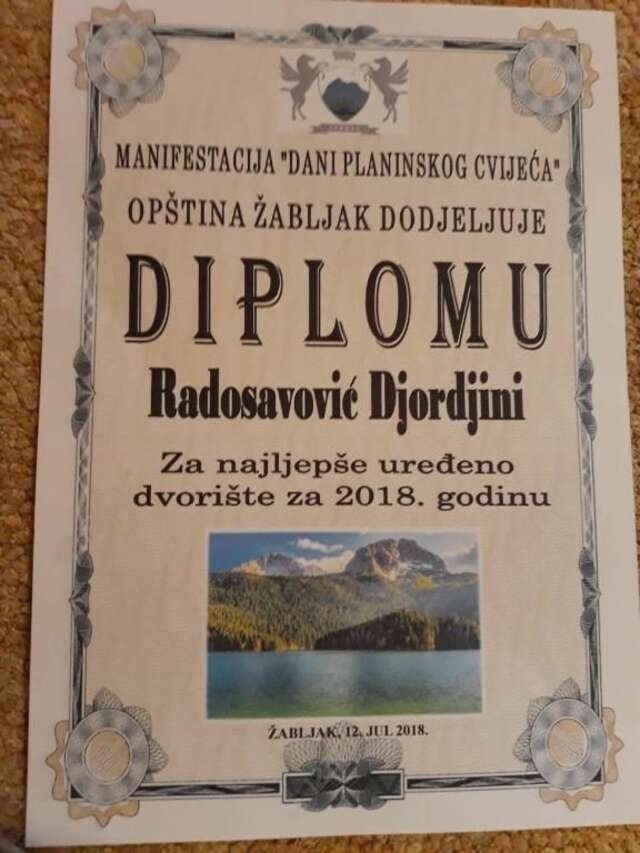 MANIFESTACIJA "DANI PLANINSKOG CVIJEĆA"
OPŠTINA ŽABLJAK DODJELJUJE
DIPLOMU
Radosavović Djordjini
Za najljepše uređeno
dvorište za 2018. godinu
ŽABLJAK, 12. JUL 2018.